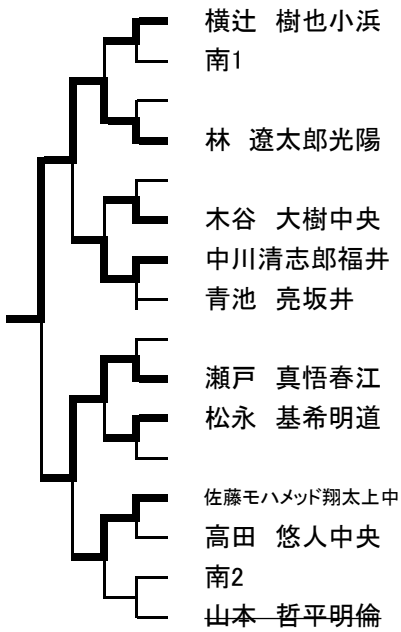 横辻 樹也小浜
南1
林 遼太郎光陽
木谷 大樹中央
中川清志郎福井
青池 亮坂井
瀬戸 真悟春江
松永 基希明道
佐藤モハメッド翔太上中
高田 悠人中央
南2
山本 哲平明倫